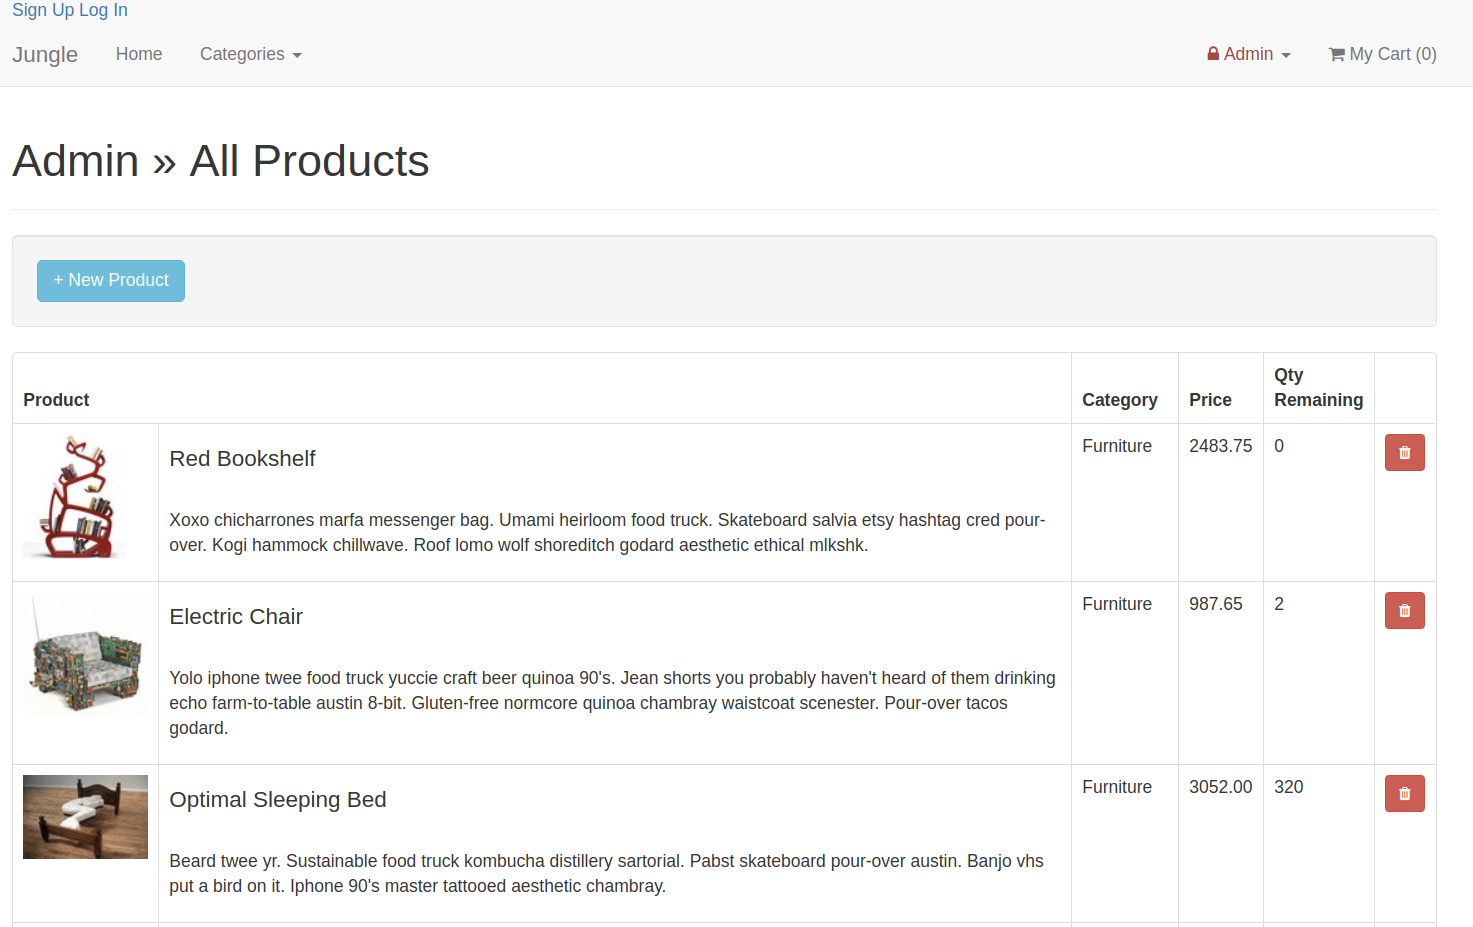 Sign Up Log In
Jungle Home Categories Admin My Cart (0)
Admin » All Products
+ New Product
Product Category Price Qty Remaining
Red Bookshelf Furniture 2483.75 0
Xoxo chicharrones marfa messenger bag. Umami heirloom food truck. Skateboard salvia etsy hashtag cred pour-
over. Kogi hammock chillwave. Roof lomo wolf shoreditch godard aesthetic ethical mlkshk.
Electric Chair Furniture 987.65 2
Yolo iphone twee food truck yuccie craft beer quinoa 90's. Jean shorts you probably haven't heard of them drinking
echo farm-to-table austin 8-bit. Gluten-free normcore quinoa chambray waistcoat scenester. Pour-over tacos
godard.
Optimal Sleeping Bed Furniture 3052.00 320
Beard twee yr. Sustainable food truck kombucha distillery sartorial. Pabst skateboard pour-over austin. Banjo vhs
put a bird on it. Iphone 90's master tattooed aesthetic chambray.